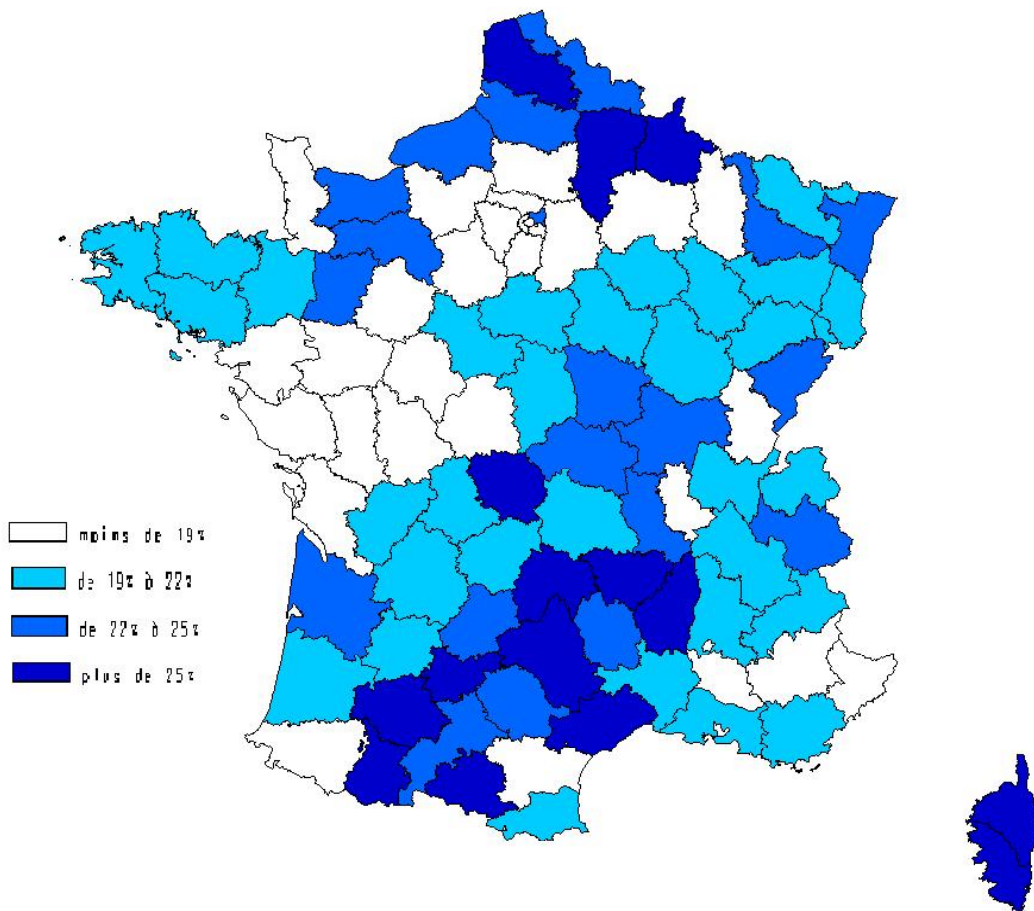 moins de 19%
de 19% à 22%
de 22% à 25%
plus de 25%